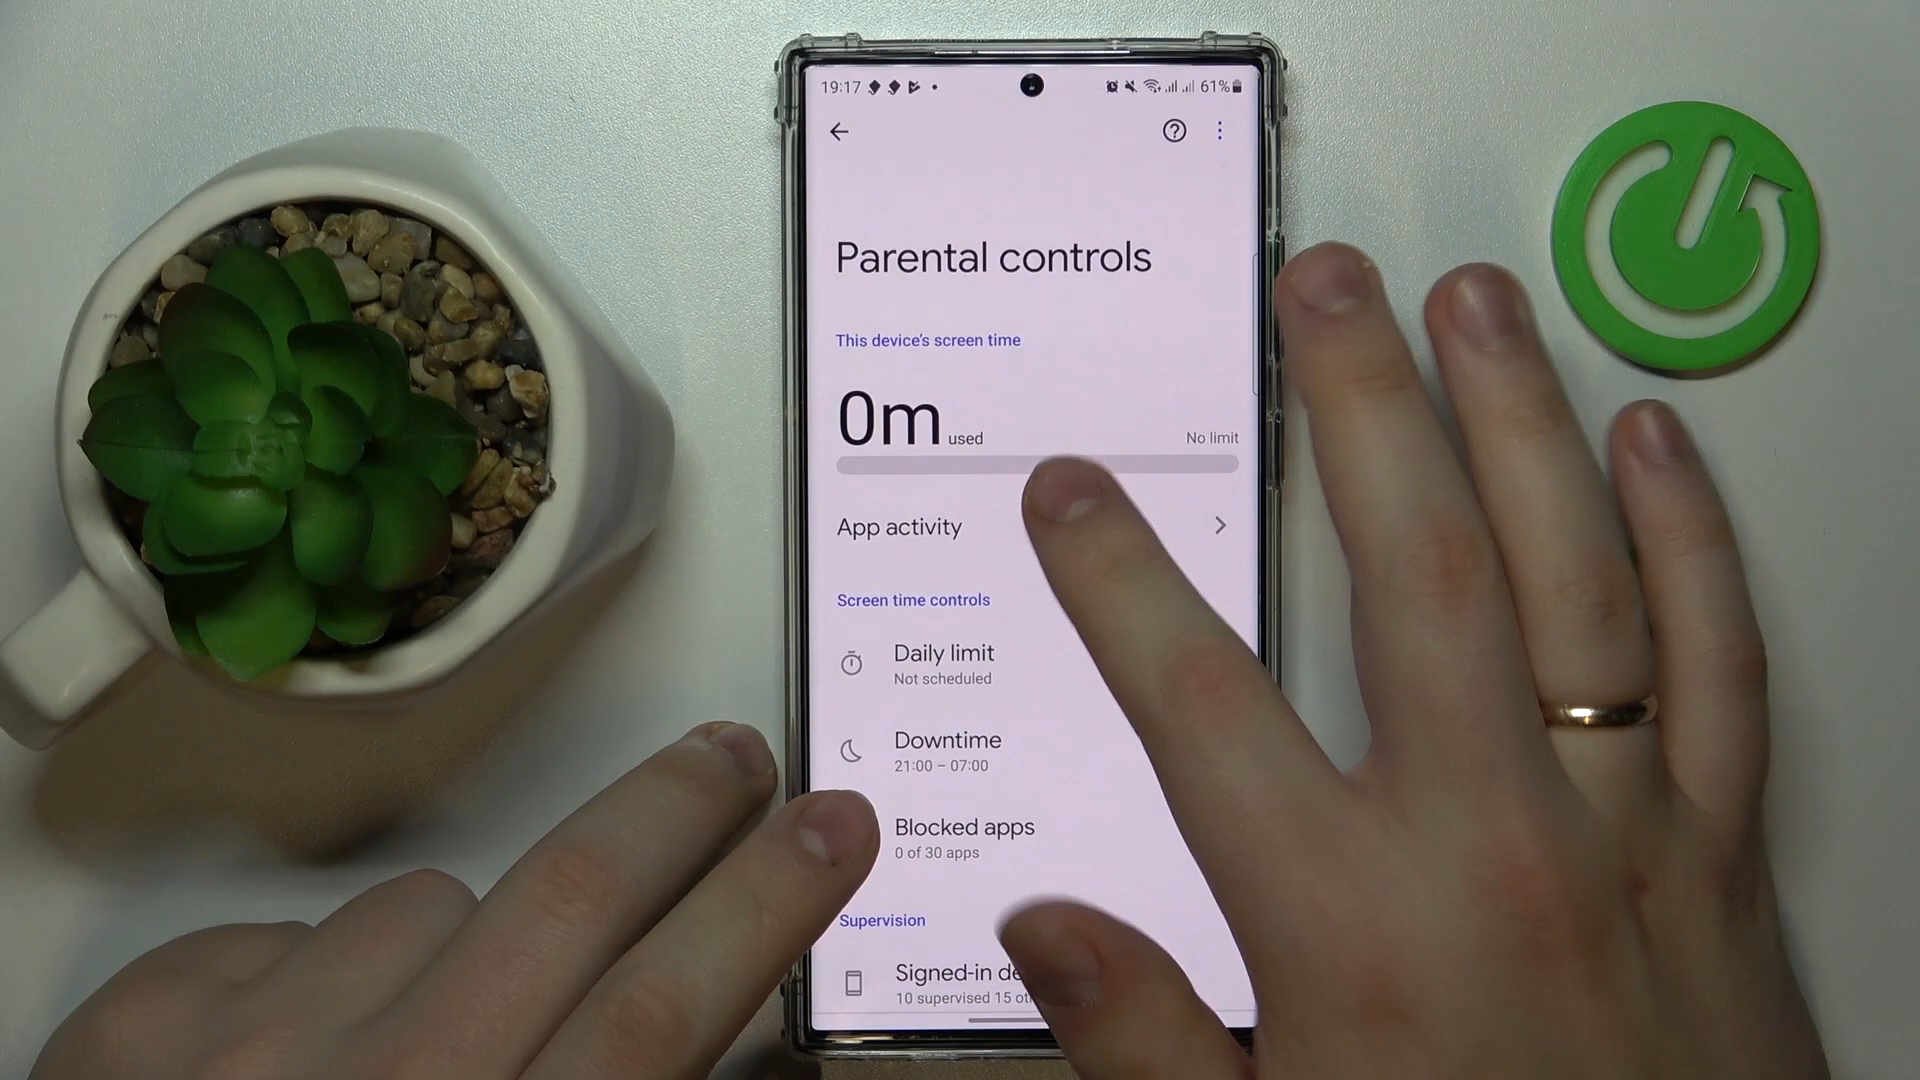 19:17
61%
Parental controls
This device's screen time
0m used
No limit
App activity
Screen time controls
Daily limit
Not scheduled
Downtime
21:00 – 07:00
Blocked apps
0 of 30 apps
Supervision
Signed-in
10 supervised 15